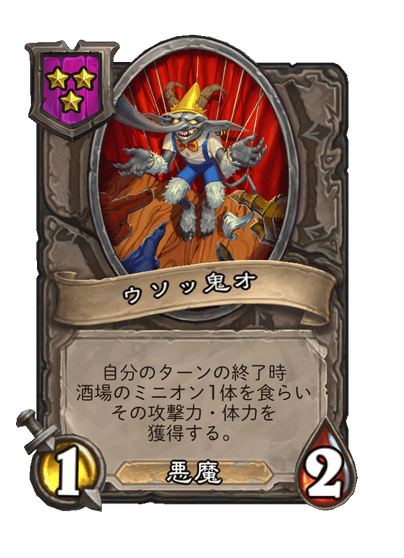 ウソッ鬼オ
自分のターンの終了時
酒場のミニオン1体を食らい
その攻撃力・体力を
獲得する。
1
悪魔
2